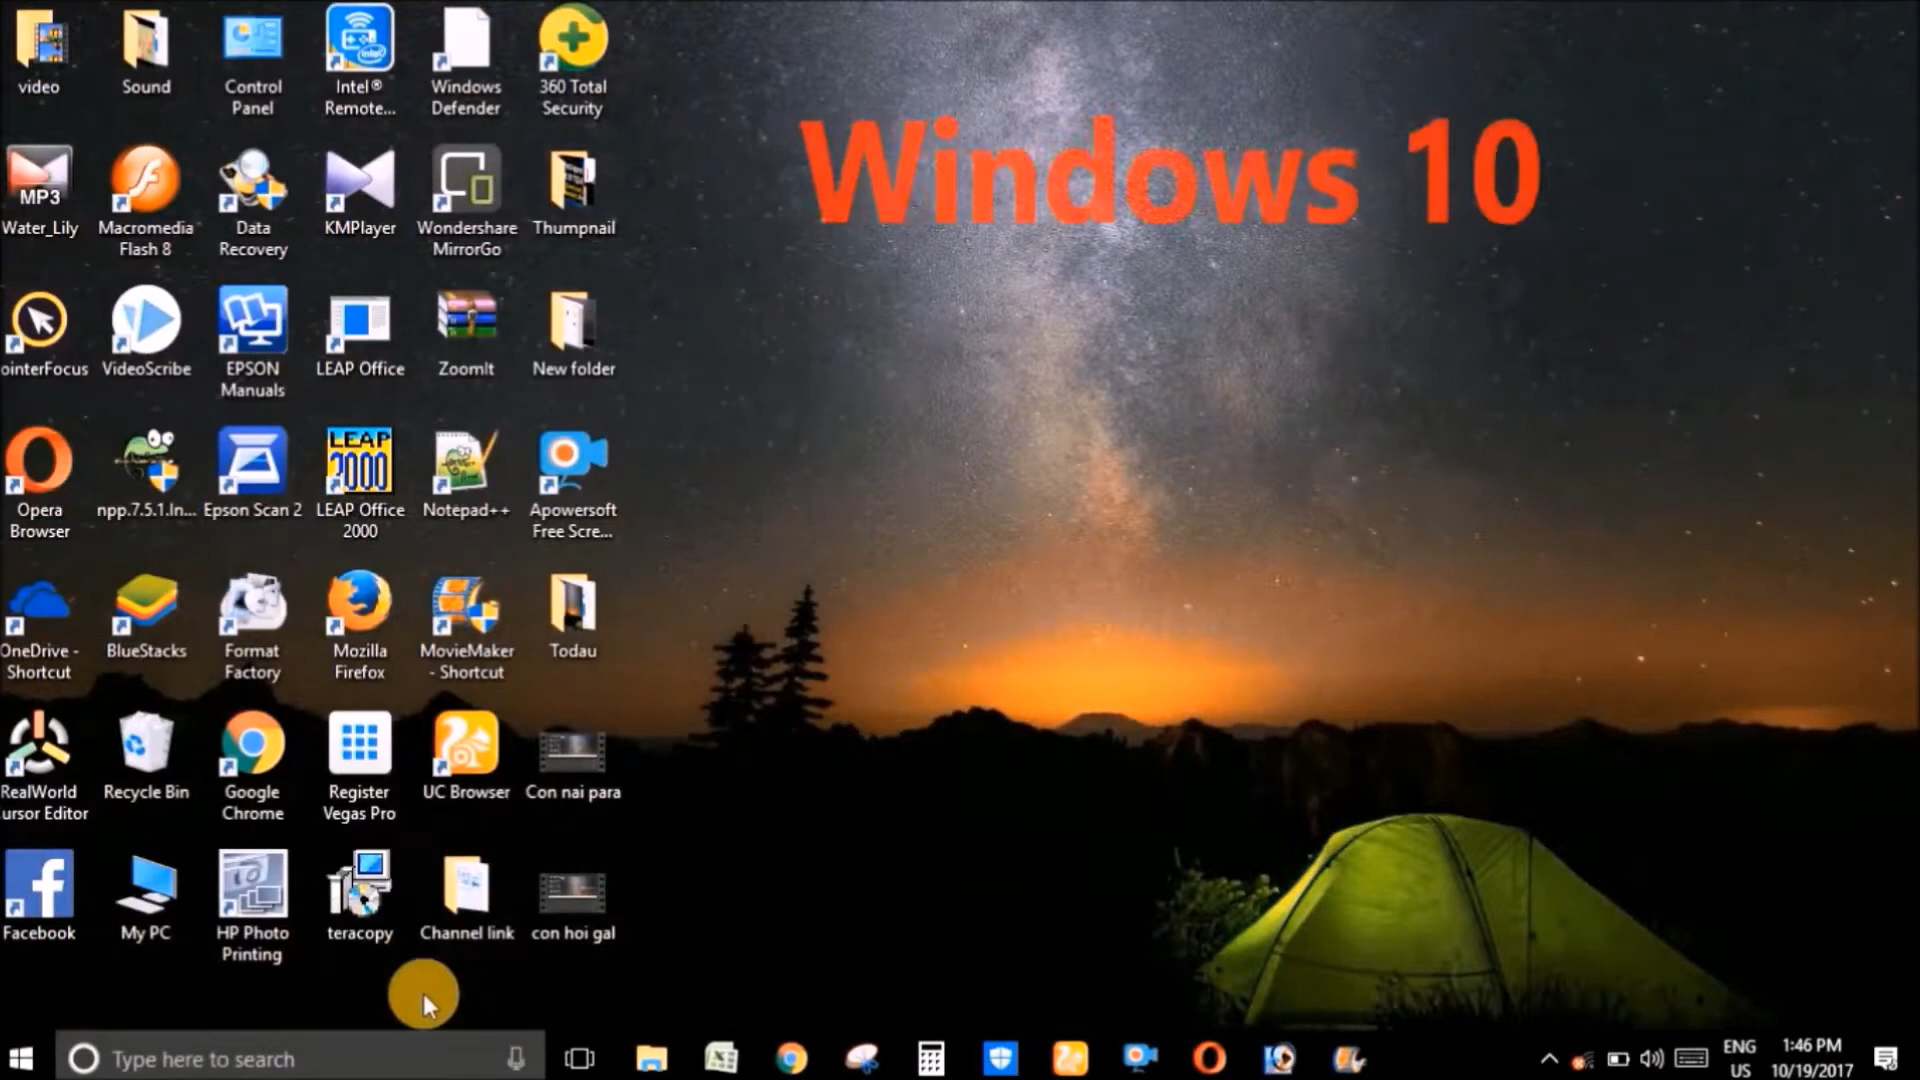 video
Sound
Control
Panel
Intel®
Remote...
Windows
Defender
360 Total
Security
Windows 10
MP3
Water_Lily
Macromedia
Flash 8
Data
Recovery
KMPlayer
Wondershare
MirrorGo
Thumpnail
ointerFocus
VideoScribe
EPSON
Manuals
LEAP Office
ZoomIt
New folder
Opera
Browser
npp.7.5.1.In...
Epson Scan 2
LEAP
2000
LEAP Office
2000
Notepad++
Apowersoft
Free Scre...
OneDrive -
Shortcut
BlueStacks
Format
Factory
Mozilla
Firefox
MovieMaker
- Shortcut
Todau
RealWorld
ursor Editor
Recycle Bin
Google
Chrome
Register
Vegas Pro
UC Browser
Con nai para
Facebook
My PC
HP Photo
Printing
teracopy
Channel link
con hoi gal
Type here to search
ENG
US
1:46 PM
10/19/2017